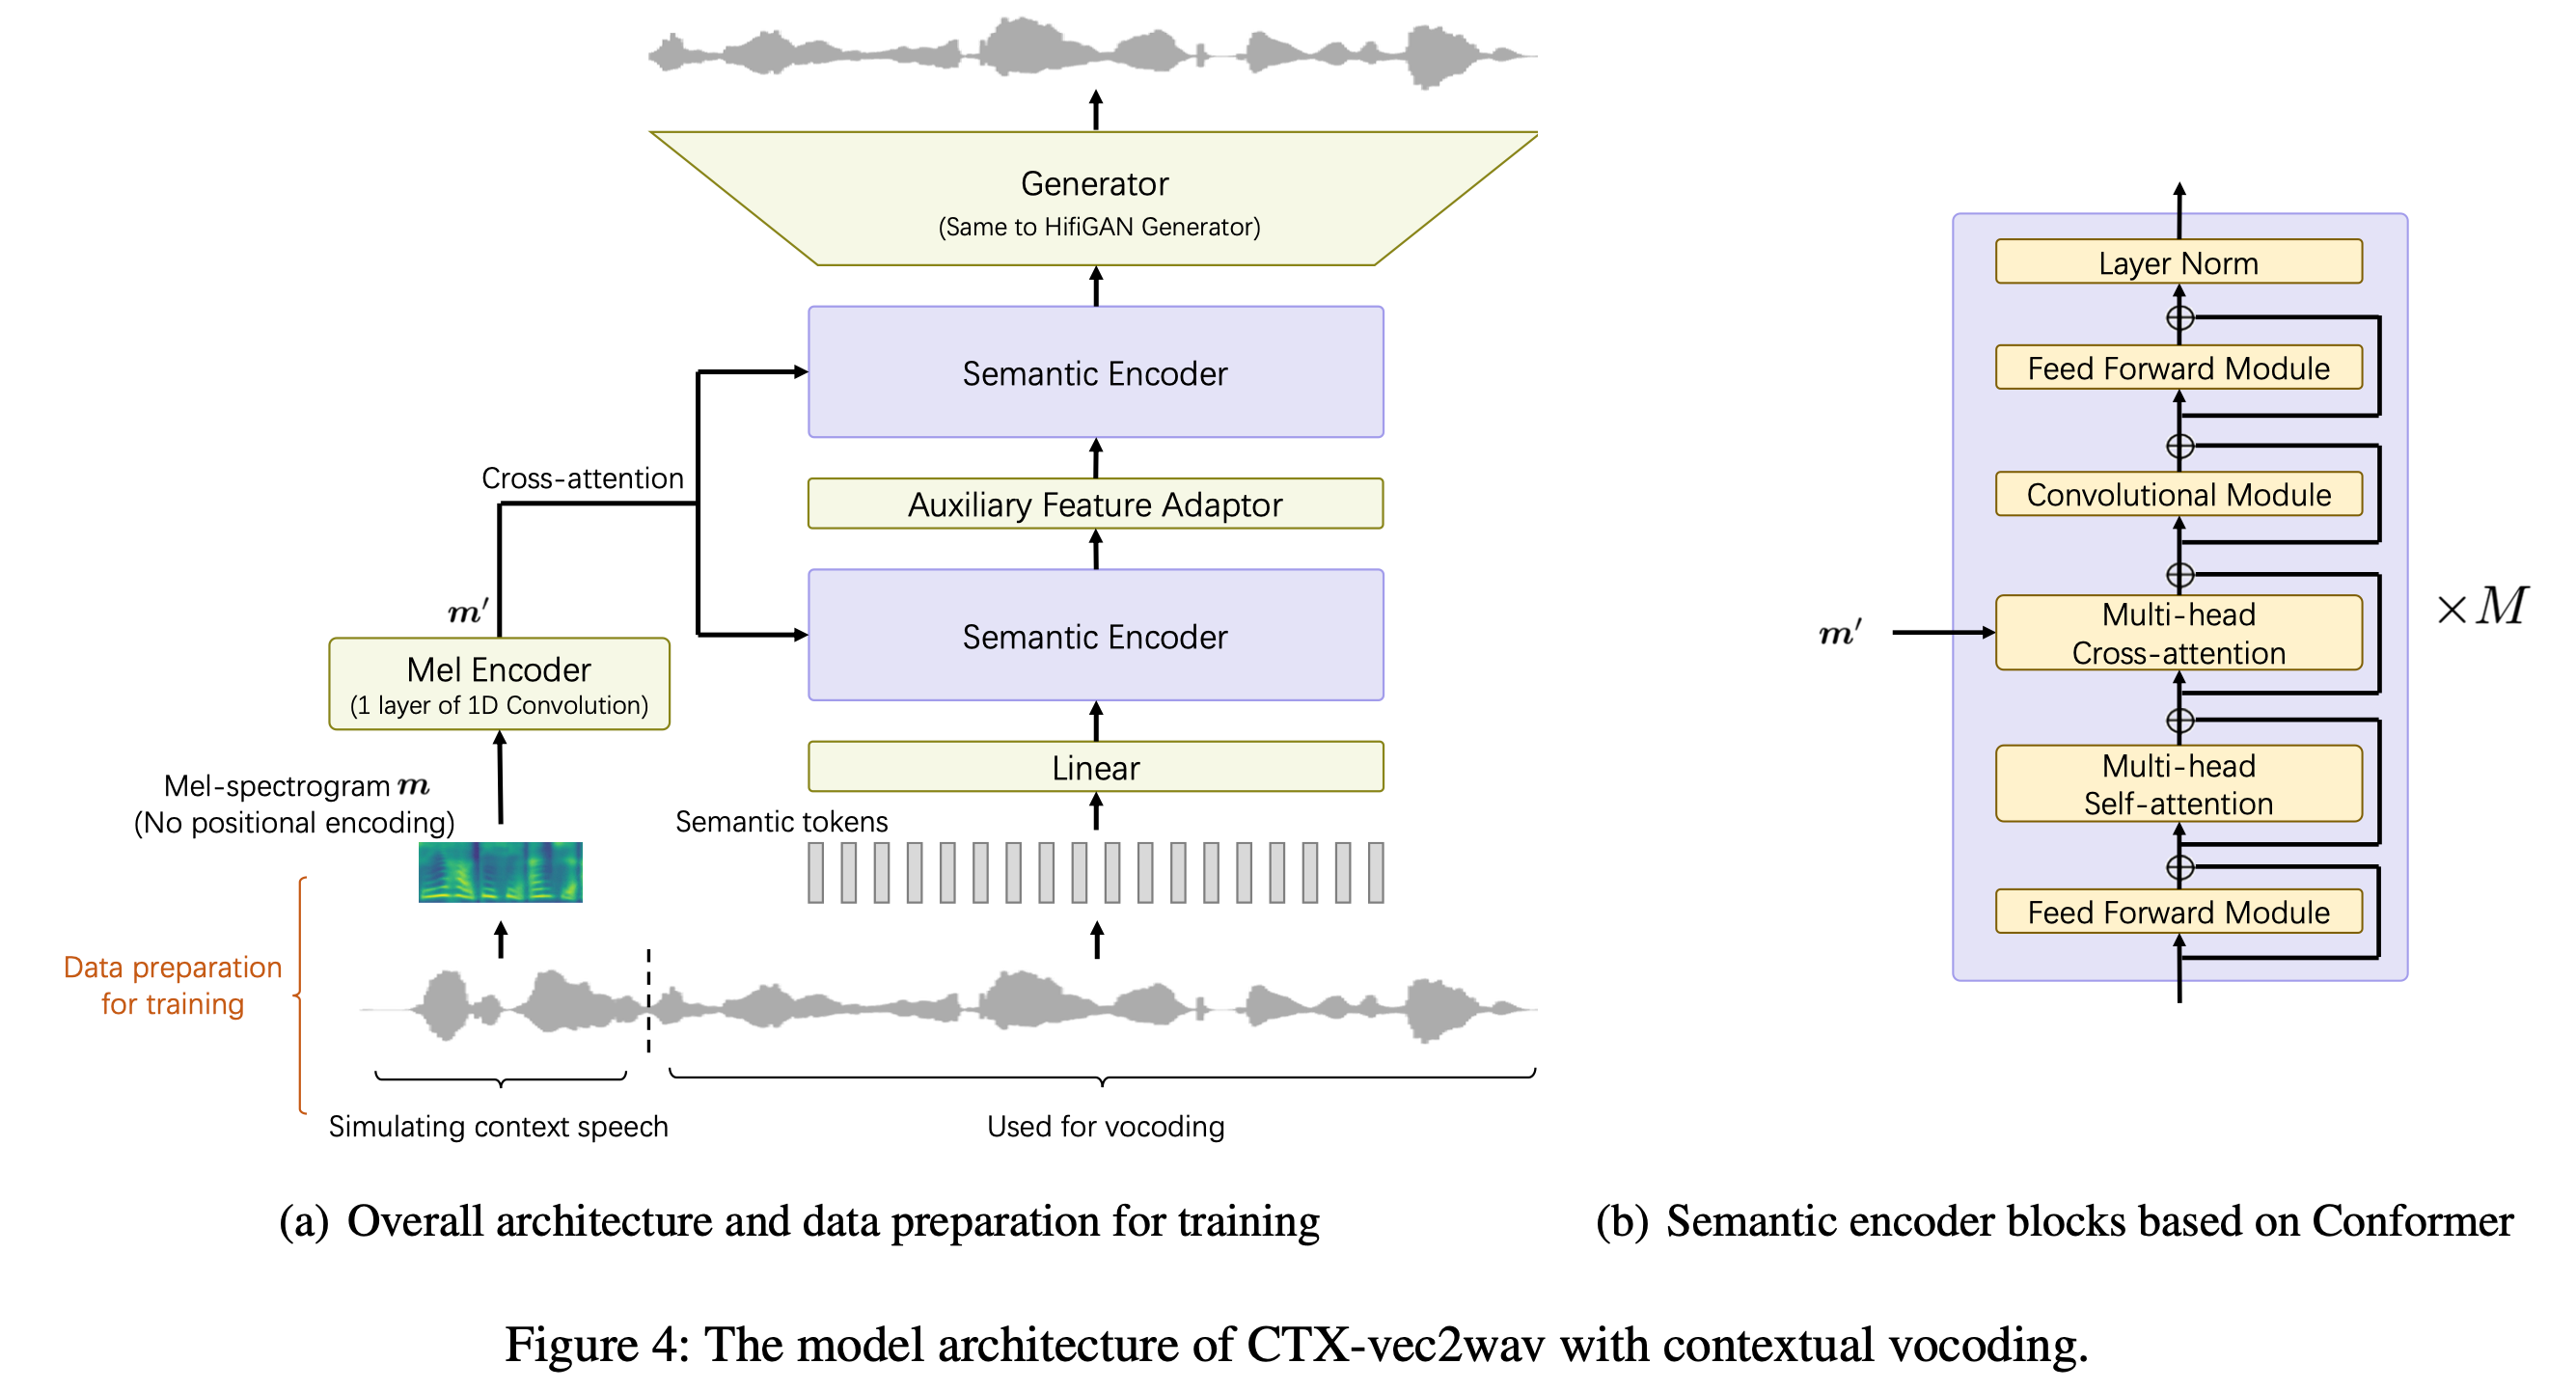 Generator
(Same to HifiGAN Generator)
Semantic Encoder
Cross-attention
Auxiliary Feature Adaptor
m′
Semantic Encoder
Mel Encoder
(1 layer of 1D Convolution)
Linear
Mel-spectrogram m
(No positional encoding)
Semantic tokens
Data preparation
for training
Simulating context speech
Used for vocoding
(a) Overall architecture and data preparation for training
Layer Norm
Feed Forward Module
Convolutional Module
Multi-head
Cross-attention
m′
×M
Multi-head
Self-attention
Feed Forward Module
(b) Semantic encoder blocks based on Conformer
Figure 4: The model architecture of CTX-vec2wav with contextual vocoding.